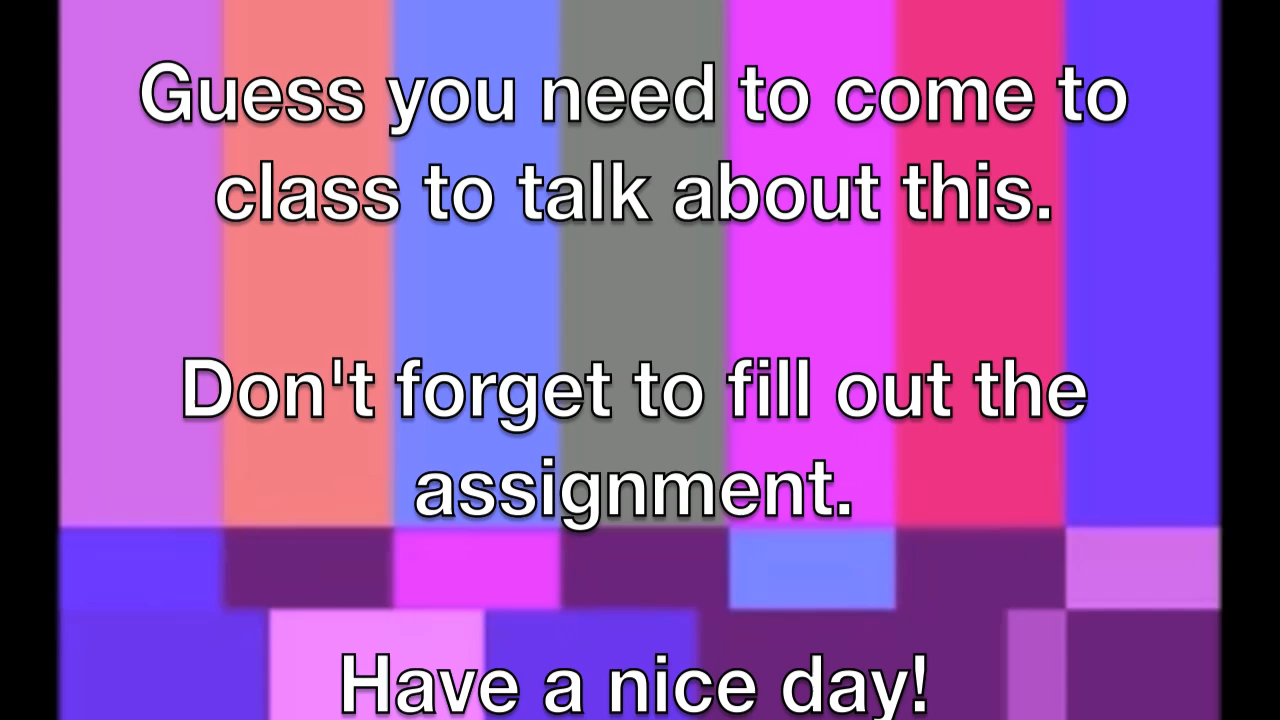 Guess you need to come to
class to talk about this.
Don't forget to fill out the
assignment.
Have a nice day!